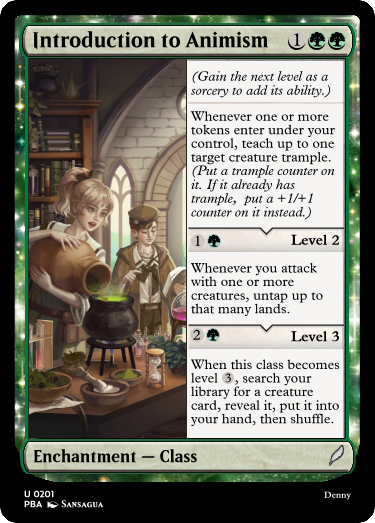 Introduction to Animism 1
(Gain the next level as a
sorcery to add its ability.)
Whenever one or more
tokens enter under your
control, teach up to one
target creature trample.
(Put a trample counter on
it. If it already has
trample, put a +1/+1
counter on it instead.)
1 Level 2
Whenever you attack
with one or more
creatures, untap up to
that many lands.
2 Level 3
When this class becomes
level 3, search your
library for a creature
card, reveal it, put it into
your hand, then shuffle.
Enchantment — Class
U 0201
PBA Sansagua
Denny